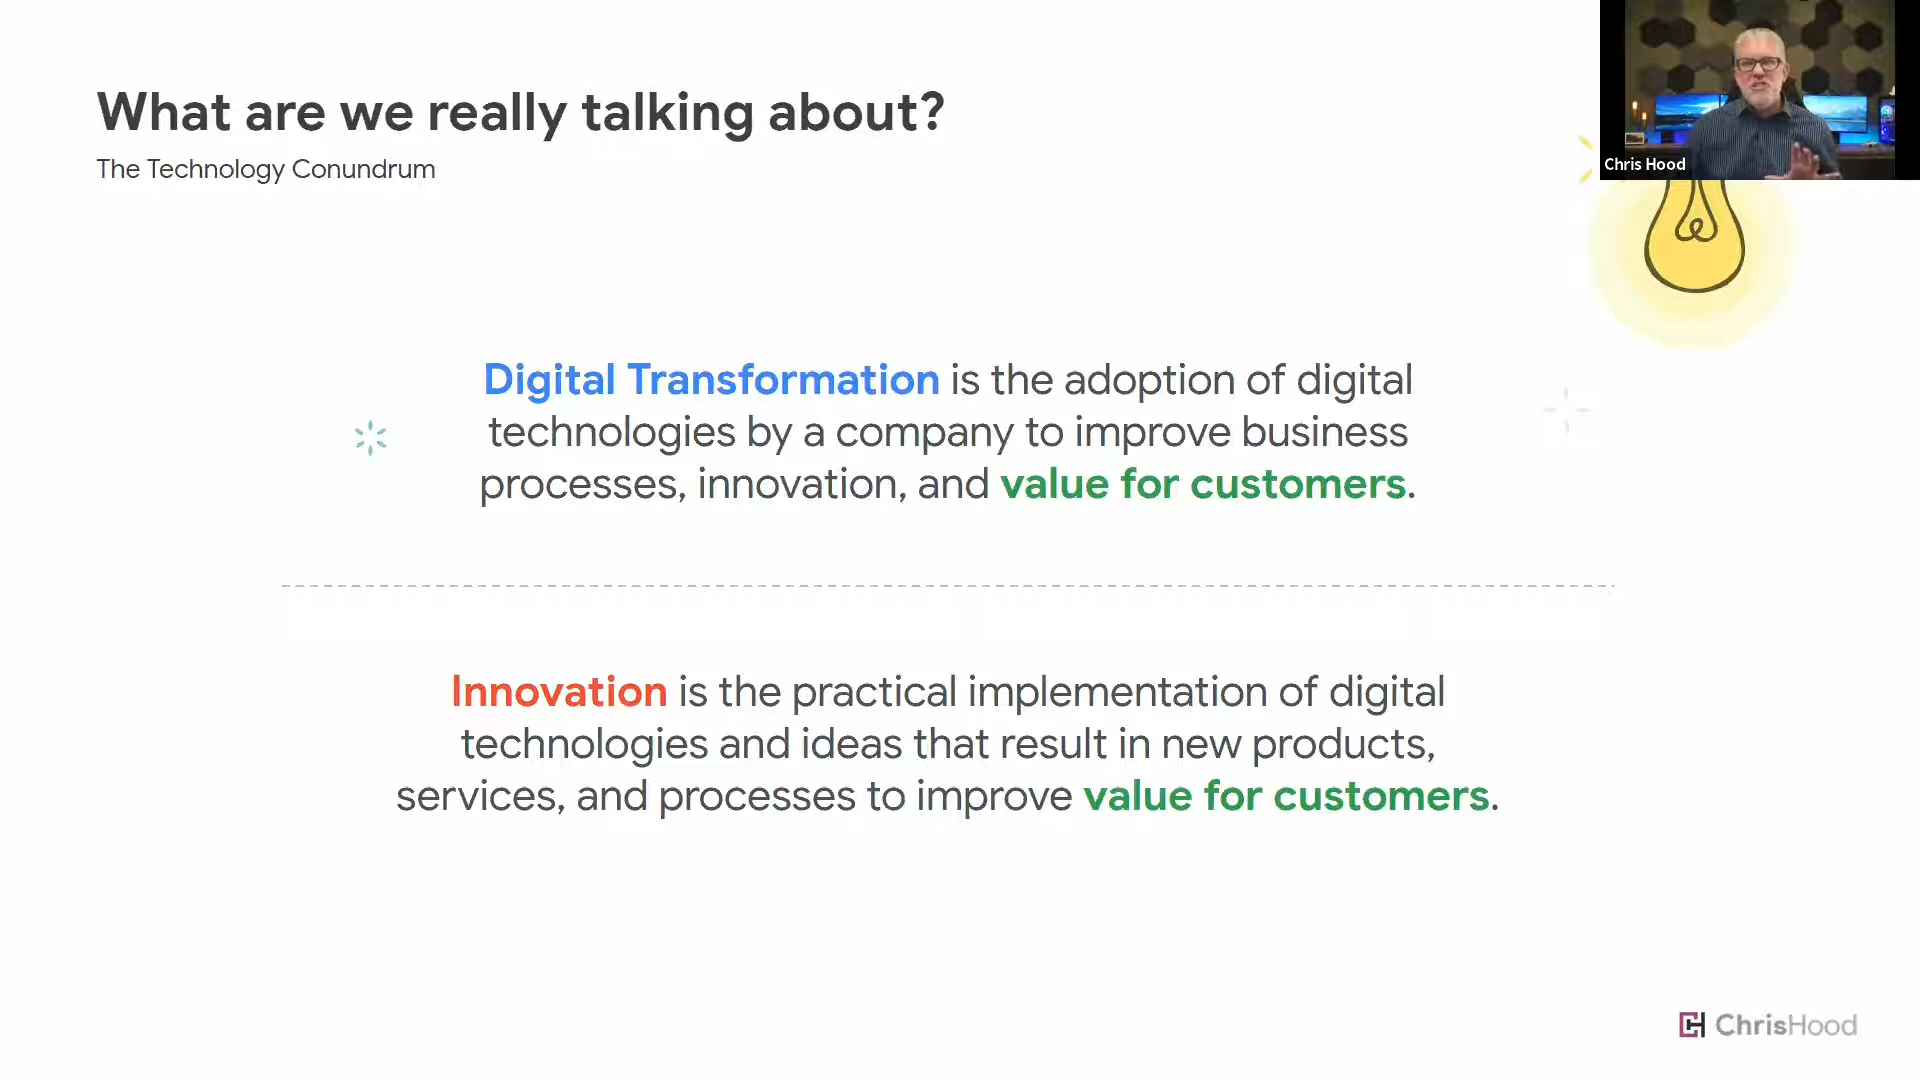 What are we really talking about?
The Technology Conundrum
Chris Hood
Digital Transformation is the adoption of digital
technologies by a company to improve business
processes, innovation, and value for customers.
Innovation is the practical implementation of digital
technologies and ideas that result in new products,
services, and processes to improve value for customers.
ChrisHood